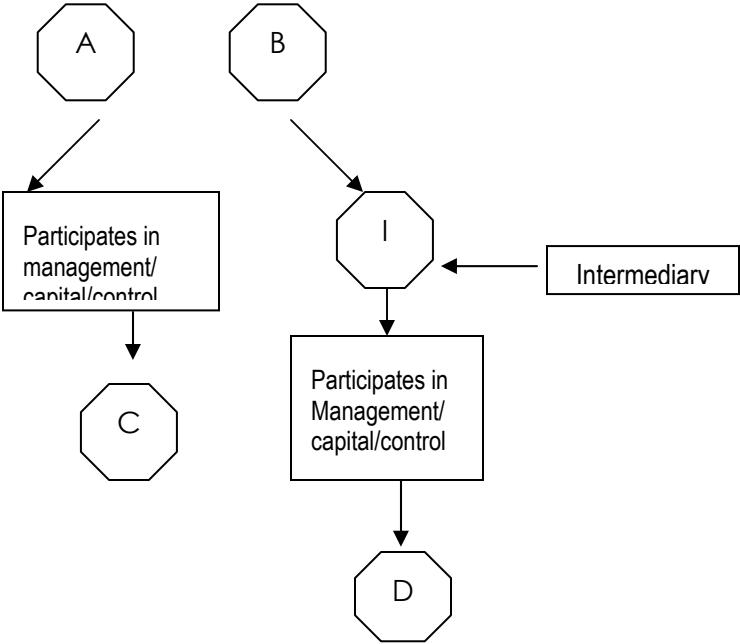 A
B
Participates in
management/
capital/control
I
Intermediary
Participates in
Management/
capital/control
C
D